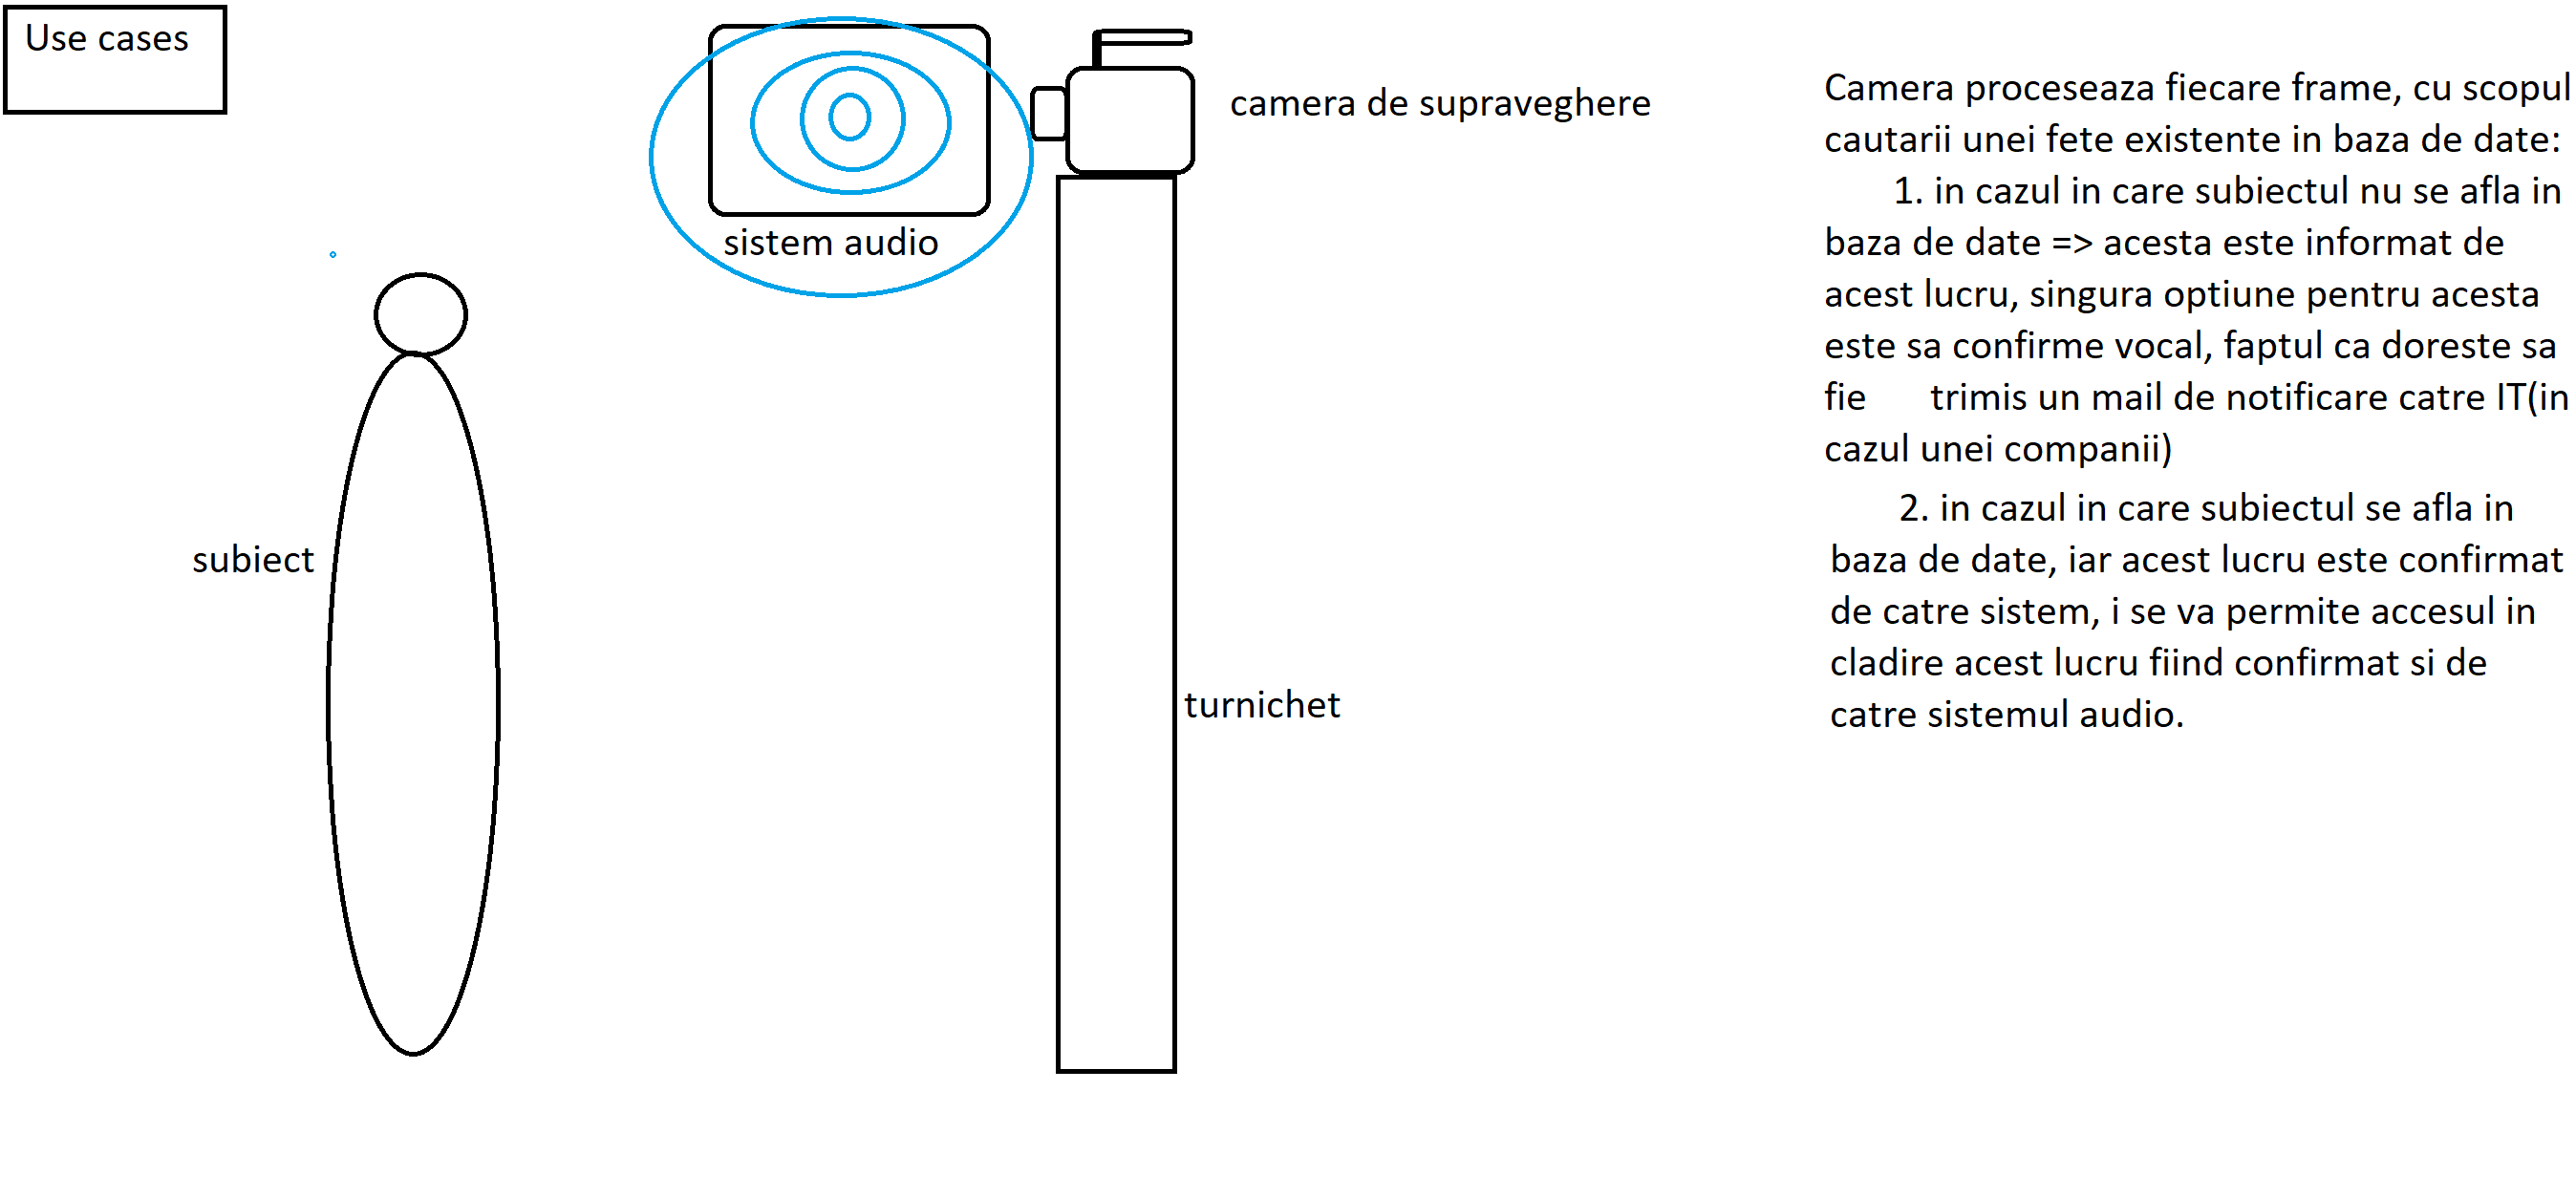 Use cases
sistem audio
camera de supraveghere
subiect
turnichet
Camera proceseaza fiecare frame, cu scopul
cautarii unei fete existente in baza de date:
1. in cazul in care subiectul nu se afla in
baza de date => acesta este informat de
acest lucru, singura optiune pentru acesta
este sa confirme vocal, faptul ca doreste sa
fie trimis un mail de notificare catre IT(in
cazul unei companii)
2. in cazul in care subiectul se afla in
baza de date, iar acest lucru este confirmat
de catre sistem, i se va permite accesul in
cladire acest lucru fiind confirmat si de
catre sistemul audio.